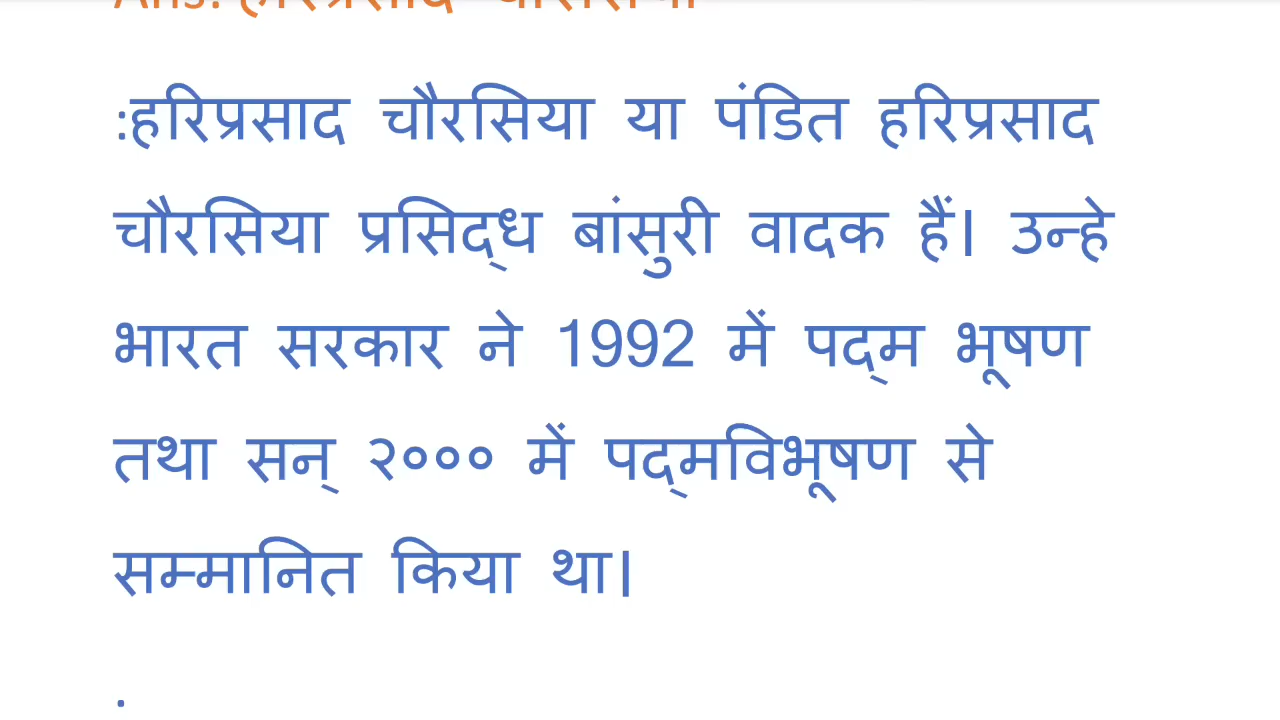 :हरिप्रसाद चौरसिया या पंडित हरिप्रसाद
चौरसिया प्रसिद्ध बांसुरी वादक हैं। उन्हे
भारत सरकार ने 1992 में पद्म भूषण
तथा सन् २००० में पद्मविभूषण से
सम्मानित किया था।
.